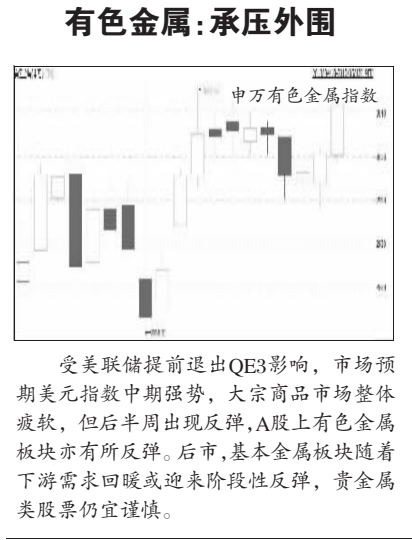 有色金属:承压外围
申万有色金属指数
受美联储提前退出QE3影响，市场预
期美元指数中期强势，大宗商品市场整体
疲软，但后半周出现反弹,A股上有色金属
板块亦有所反弹。后市,基本金属板块随着
下游需求回暖或迎来阶段性反弹，贵金属
类股票仍宜谨慎。